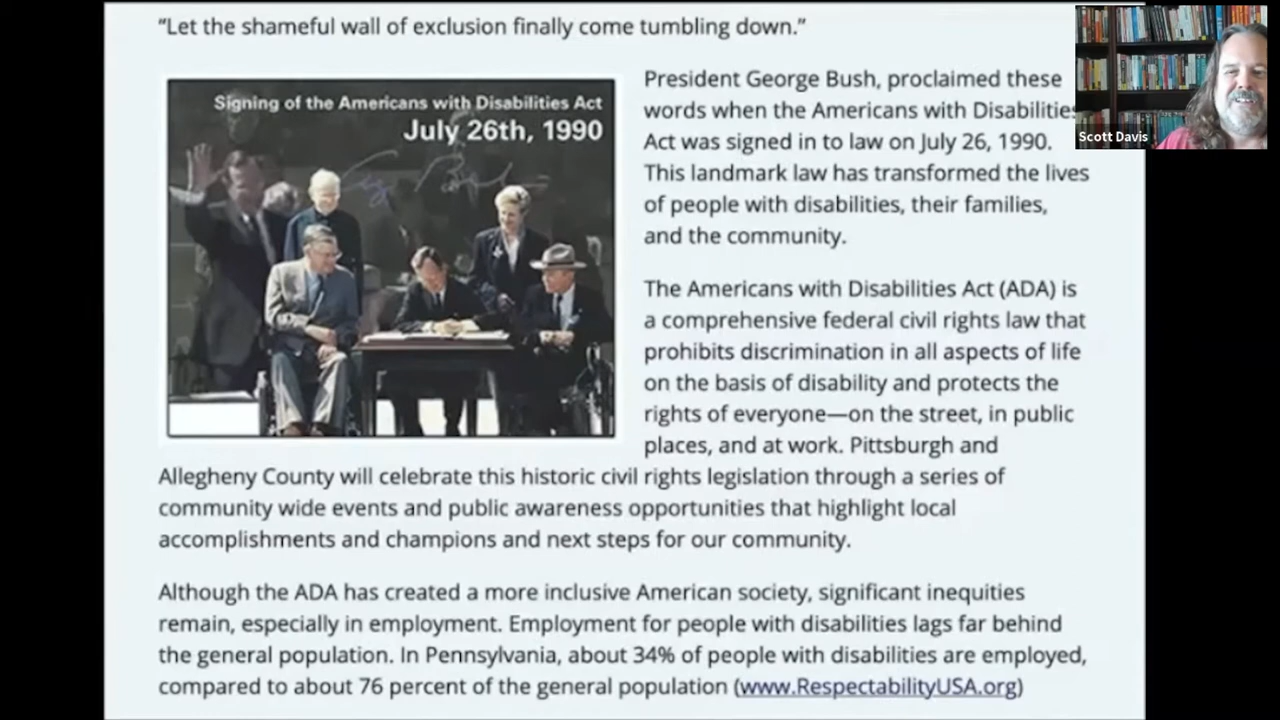 “Let the shameful wall of exclusion finally come tumbling down.”
Signing of the Americans with Disabilities Act
July 26th, 1990
President George Bush, proclaimed these
words when the Americans with Disabilities
Act was signed in to law on July 26, 1990.
This landmark law has transformed the lives
of people with disabilities, their families,
and the community.
The Americans with Disabilities Act (ADA) is
a comprehensive federal civil rights law that
prohibits discrimination in all aspects of life
on the basis of disability and protects the
rights of everyone—on the street, in public
places, and at work. Pittsburgh and
Allegheny County will celebrate this historic civil rights legislation through a series of
community wide events and public awareness opportunities that highlight local
accomplishments and champions and next steps for our community.
Although the ADA has created a more inclusive American society, significant inequities
remain, especially in employment. Employment for people with disabilities lags far behind
the general population. In Pennsylvania, about 34% of people with disabilities are employed,
compared to about 76 percent of the general population (www.RespectabilityUSA.org)
Scott Davis